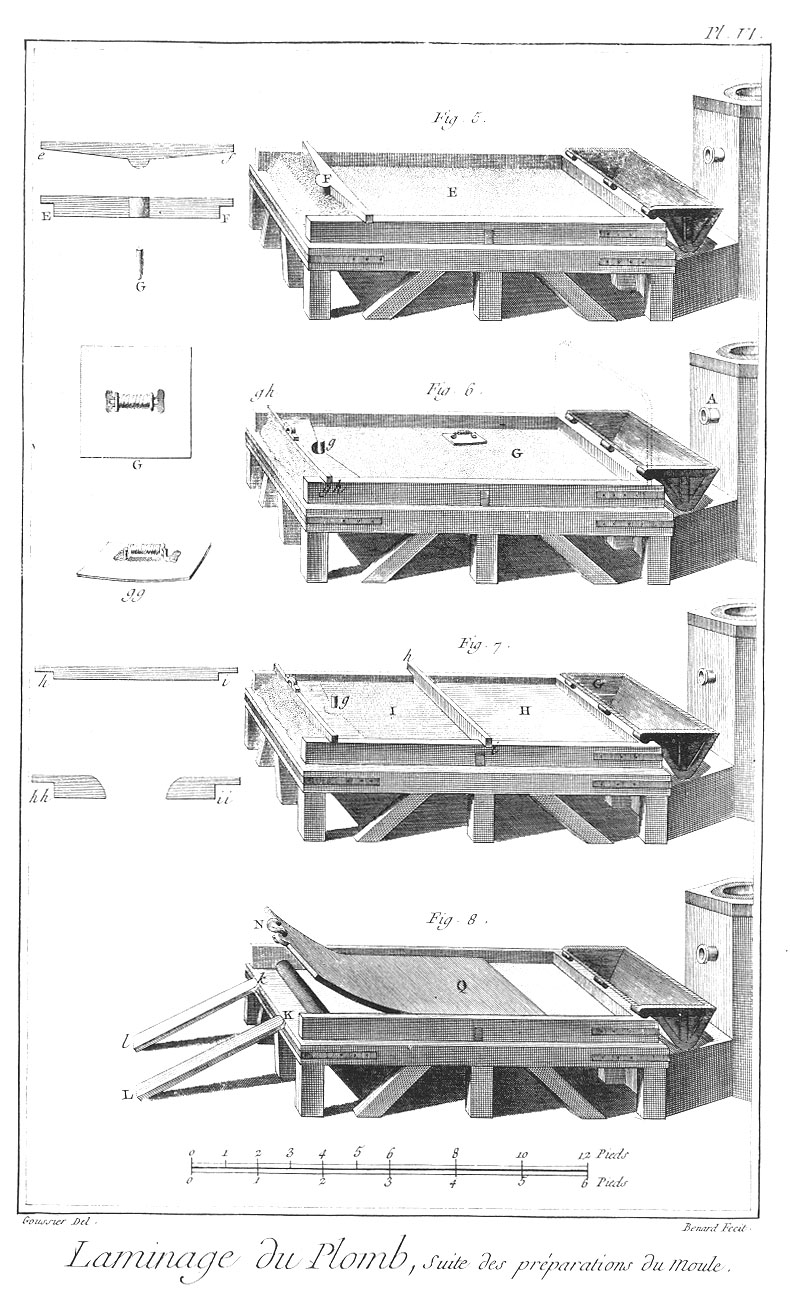 Pl. VI.
Fig. 5.
e f
F
E
E F
G
Fig. 6.
gh
g
G
gh
A
G
gg
Fig. 7.
h
h i
g
I
H
G
hh ii
Fig. 8.
N
k
Q
K
l
L
0 1 2 3 4 5 6 8 10 12 Pieds
0 1 2 3 4 5 6 Pieds
Goussier Del.
Benard Fecit.
Laminage du Plomb, Suite des préparations du Moule.